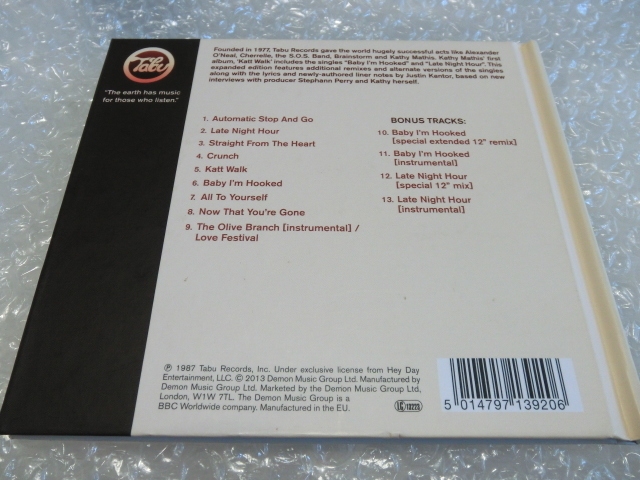 Tabu
"The earth has music
for those who listen."
Founded in 1977, Tabu Records gave the world hugely successful acts like Alexander
O'Neal, Cherrelle, the S.O.S. Band, Brainstorm and Kathy Mathis. Kathy Mathis' first
album, 'Katt Walk' includes the singles "Baby I'm Hooked" and "Late Night Hour". This
expanded edition features additional remixes and alternate versions of the singles
along with the lyrics and newly-authored liner notes by Justin Kantor, based on new
interviews with producer Stephann Perry and Kathy herself.
1. Automatic Stop And Go
2. Late Night Hour
3. Straight From The Heart
4. Crunch
5. Katt Walk
6. Baby I'm Hooked
7. All To Yourself
8. Now That You're Gone
9. The Olive Branch [instrumental] /
Love Festival
BONUS TRACKS:
10. Baby I'm Hooked
[special extended 12" remix]
11. Baby I'm Hooked
[instrumental]
12. Late Night Hour
[special 12" mix]
13. Late Night Hour
[instrumental]
℗ 1987 Tabu Records, Inc. Under exclusive license from Hey Day
Entertainment, LLC. © 2013 Demon Music Group Ltd. Manufactured by
Demon Music Group Ltd. Marketed by the Demon Music Group Ltd,
London, W1W 7TL. The Demon Music Group is a
BBC Worldwide company. Manufactured in the EU.
LC 12223
5 014797 139206